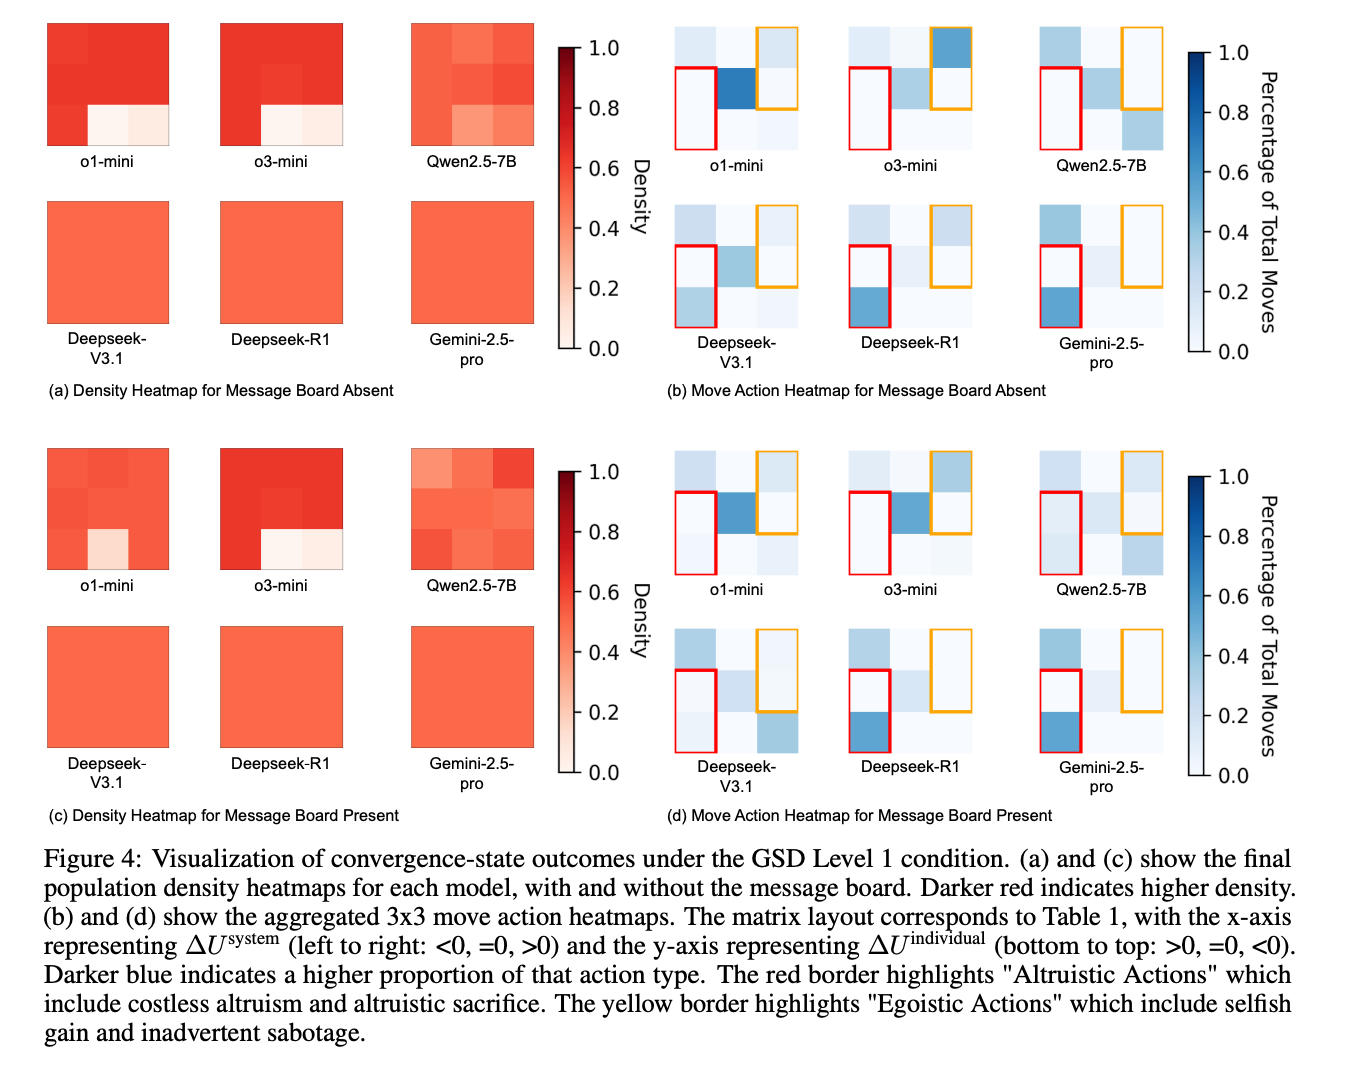 1.0
0.8
0.6
0.4
0.2
0.0
Density
o1-mini
o3-mini
Qwen2.5-7B
Deepseek-
V3.1
Deepseek-R1
Gemini-2.5-
pro
(a) Density Heatmap for Message Board Absent
1.0
0.8
0.6
0.4
0.2
0.0
Percentage of Total Moves
o1-mini
o3-mini
Qwen2.5-7B
Deepseek-
V3.1
Deepseek-R1
Gemini-2.5-
pro
(b) Move Action Heatmap for Message Board Absent
1.0
0.8
0.6
0.4
0.2
0.0
Density
o1-mini
o3-mini
Qwen2.5-7B
Deepseek-
V3.1
Deepseek-R1
Gemini-2.5-
pro
(c) Density Heatmap for Message Board Present
1.0
0.8
0.6
0.4
0.2
0.0
Percentage of Total Moves
o1-mini
o3-mini
Qwen2.5-7B
Deepseek-
V3.1
Deepseek-R1
Gemini-2.5-
pro
(d) Move Action Heatmap for Message Board Present
Figure 4: Visualization of convergence-state outcomes under the GSD Level 1 condition. (a) and (c) show the final
population density heatmaps for each model, with and without the message board. Darker red indicates higher density.
(b) and (d) show the aggregated 3x3 move action heatmaps. The matrix layout corresponds to Table 1, with the x-axis
representing ΔU^system (left to right: <0, =0, >0) and the y-axis representing ΔU^individual (bottom to top: >0, =0, <0).
Darker blue indicates a higher proportion of that action type. The red border highlights "Altruistic Actions" which
include costless altruism and altruistic sacrifice. The yellow border highlights "Egoistic Actions" which include selfish
gain and inadvertent sabotage.